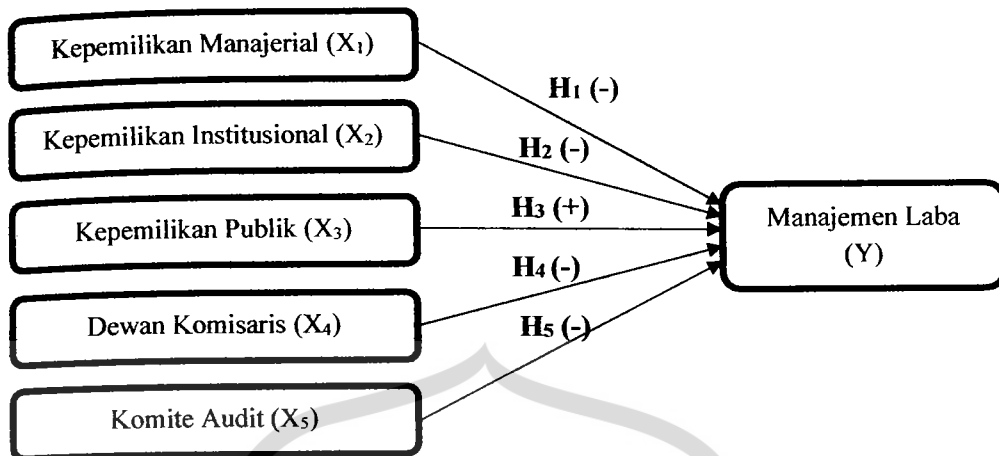 Kepemilikan Manajerial (X₁)
H₁ (-)
Kepemilikan Institusional (X₂)
H₂ (-)
Kepemilikan Publik (X₃)
H₃ (+)
Manajemen Laba
(Y)
H₄ (-)
Dewan Komisaris (X₄)
H₅ (-)
Komite Audit (X₅)